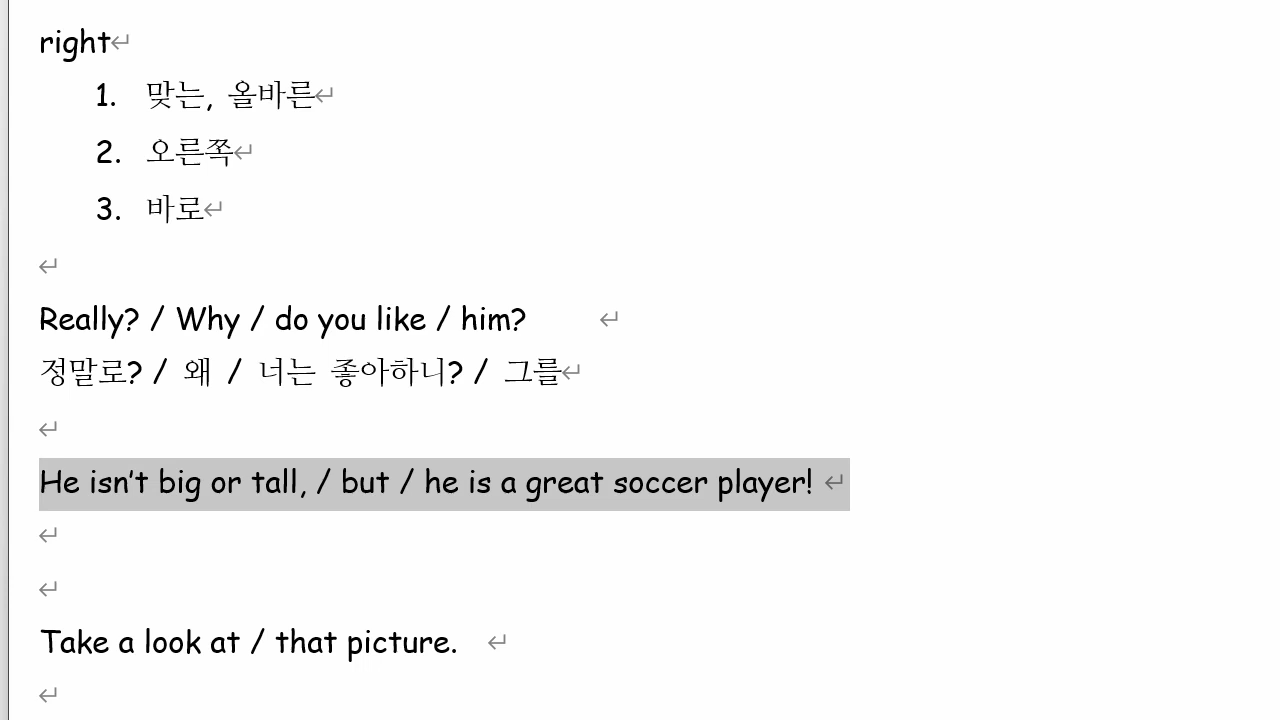 right
1. 맞는, 올바른
2. 오른쪽
3. 바로
Really? / Why / do you like / him?
정말로? / 왜 / 너는 좋아하니? / 그를
He isn’t big or tall, / but / he is a great soccer player!
Take a look at / that picture.